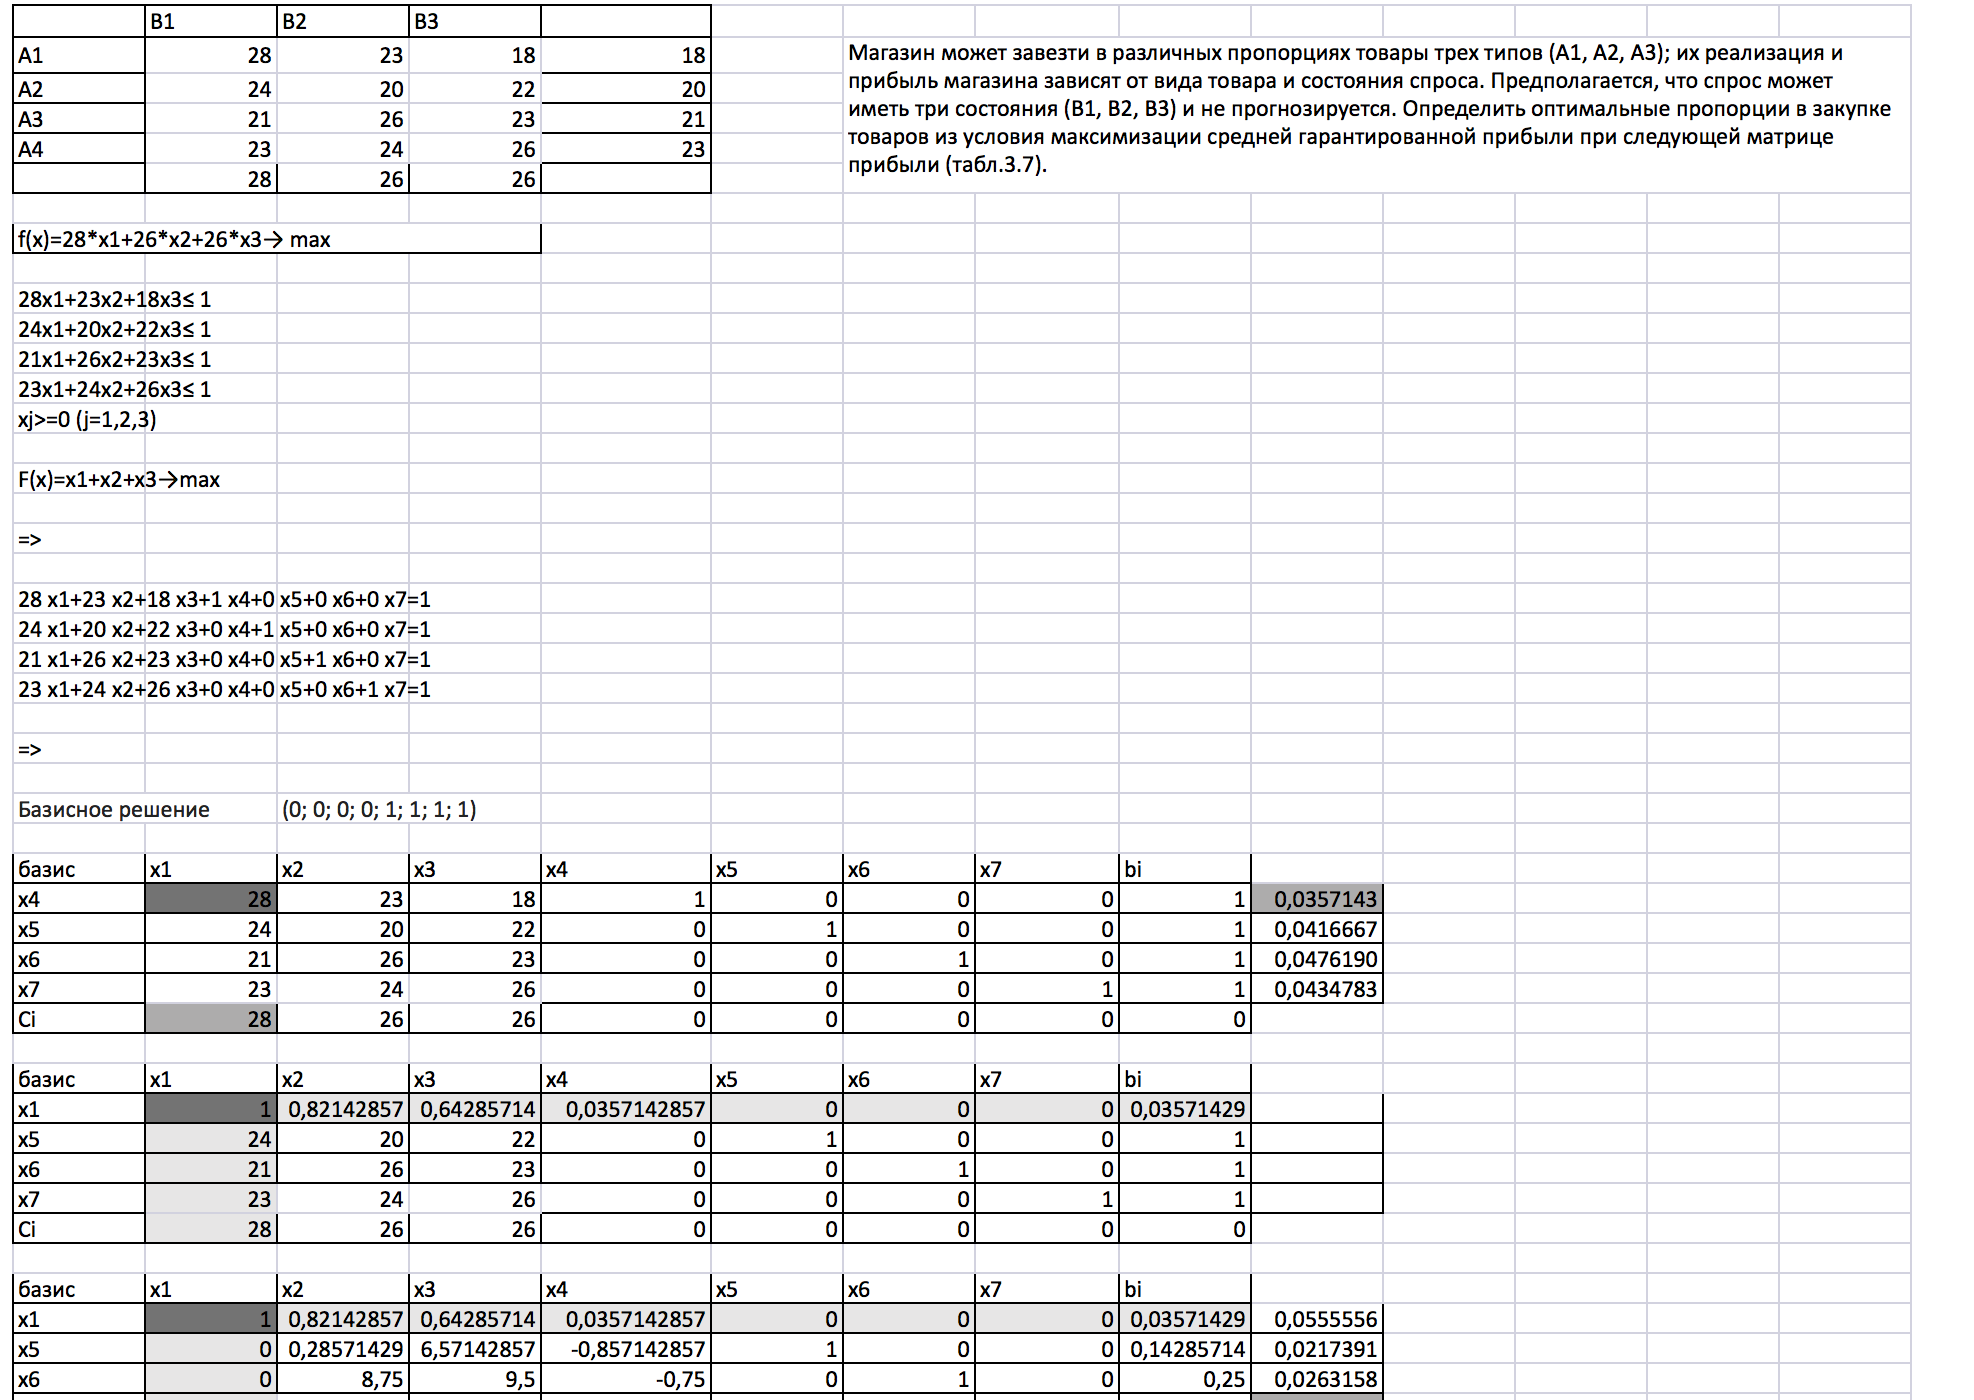 B1 B2 B3
A1 28 23 18 18
A2 24 20 22 20
A3 21 26 23 21
A4 23 24 26 23
28 26 26
Магазин может завезти в различных пропорциях товары трех типов (А1, А2, А3); их реализация и
прибыль магазина зависят от вида товара и состояния спроса. Предполагается, что спрос может
иметь три состояния (В1, В2, В3) и не прогнозируется. Определить оптимальные пропорции в закупке
товаров из условия максимизации средней гарантированной прибыли при следующей матрице
прибыли (табл.3.7).
f(x)=28*x1+26*x2+26*x3→ max
28x1+23x2+18x3≤ 1
24x1+20x2+22x3≤ 1
21x1+26x2+23x3≤ 1
23x1+24x2+26x3≤ 1
xj>=0 (j=1,2,3)
F(x)=x1+x2+x3→max
=>
28 x1+23 x2+18 x3+1 x4+0 x5+0 x6+0 x7=1
24 x1+20 x2+22 x3+0 x4+1 x5+0 x6+0 x7=1
21 x1+26 x2+23 x3+0 x4+0 x5+1 x6+0 x7=1
23 x1+24 x2+26 x3+0 x4+0 x5+0 x6+1 x7=1
=>
Базисное решение (0; 0; 0; 0; 1; 1; 1; 1)
базис x1 x2 x3 x4 x5 x6 x7 bi
x4 28 23 18 1 0 0 0 1 0,0357143
x5 24 20 22 0 1 0 0 1 0,0416667
x6 21 26 23 0 0 1 0 1 0,0476190
x7 23 24 26 0 0 0 1 1 0,0434783
Ci 28 26 26 0 0 0 0 0
базис x1 x2 x3 x4 x5 x6 x7 bi
x1 1 0,82142857 0,64285714 0,0357142857 0 0 0 0,03571429
x5 24 20 22 0 1 0 0 1
x6 21 26 23 0 0 1 0 1
x7 23 24 26 0 0 0 1 1
Ci 28 26 26 0 0 0 0 0
базис x1 x2 x3 x4 x5 x6 x7 bi
x1 1 0,82142857 0,64285714 0,0357142857 0 0 0 0,03571429 0,0555556
x5 0 0,28571429 6,57142857 -0,857142857 1 0 0 0,14285714 0,0217391
x6 0 8,75 9,5 -0,75 0 1 0 0,25 0,0263158